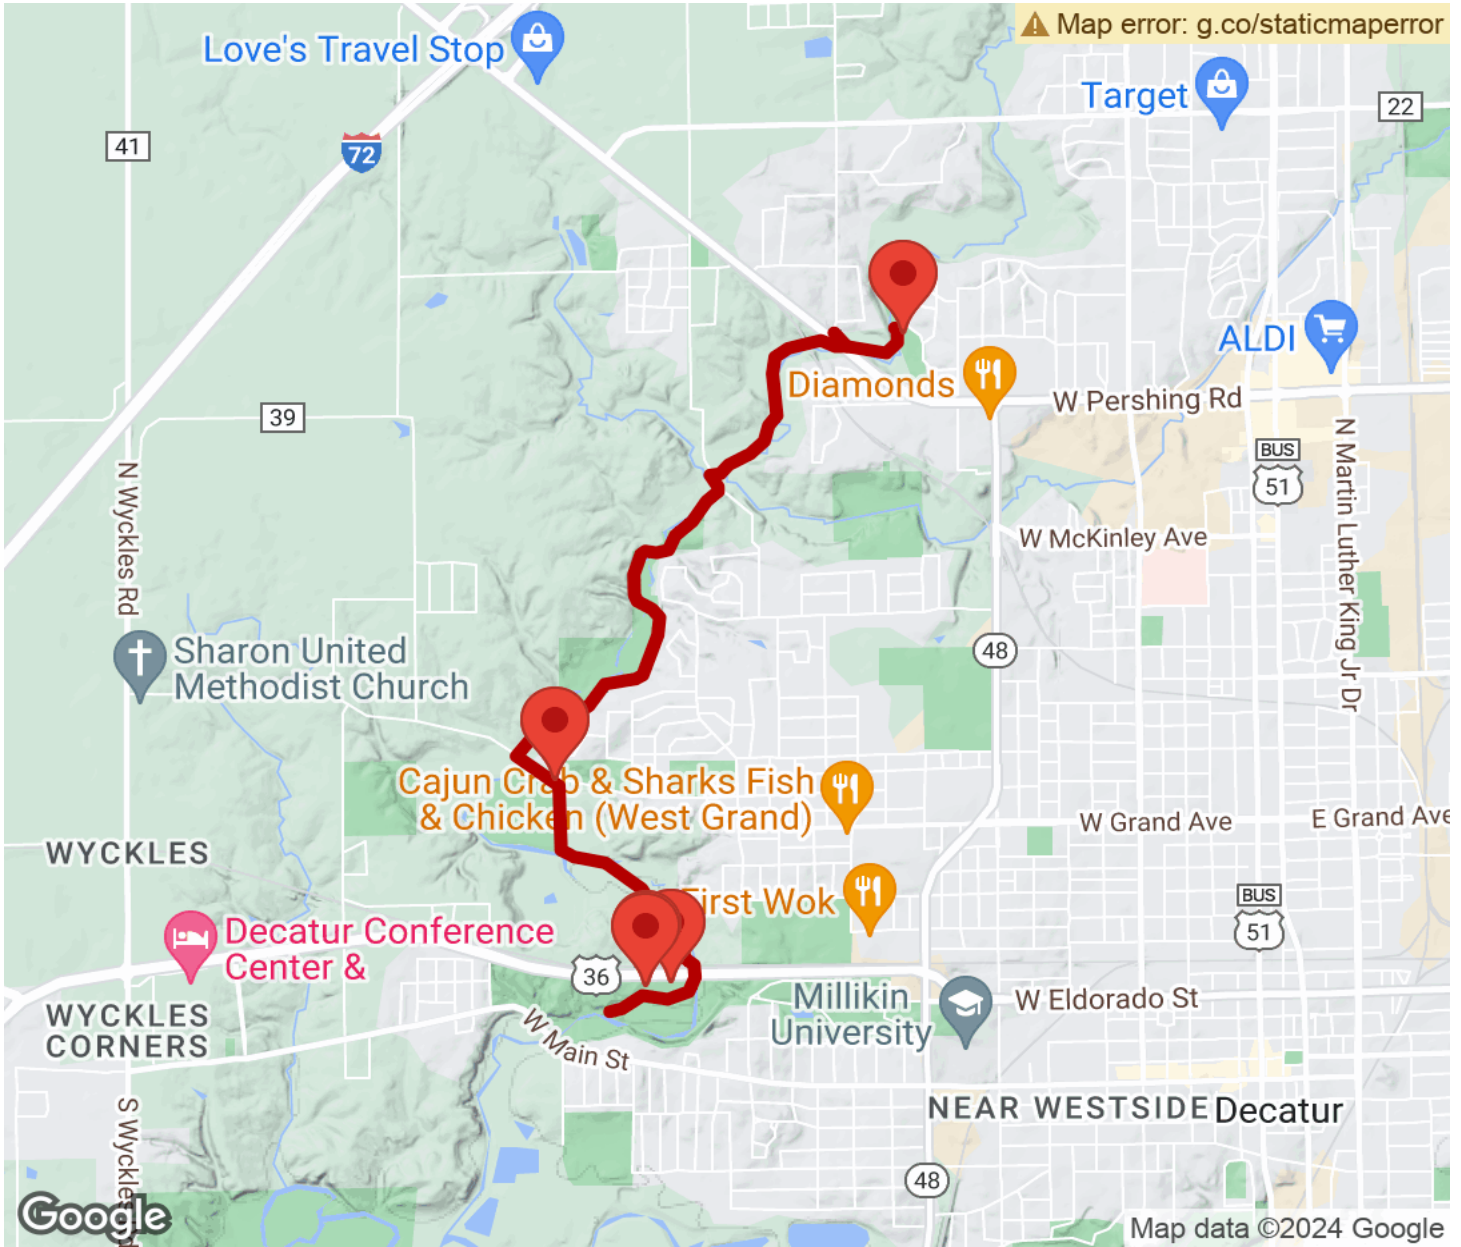 Map error: g.co/staticmaperror
Love's Travel Stop
Target
22
41
72
ALDI
Diamonds
W Pershing Rd
39
BUS
51
N Wyckles Rd
N Martin Luther King Jr Dr
W McKinley Ave
48
Sharon United
Methodist Church
Cajun Crab & Sharks Fish
& Chicken (West Grand)
W Grand Ave
E Grand Ave
WYCKLES
First Wok
BUS
51
Decatur Conference
Center &
36
Millikin
University
W Eldorado St
WYCKLES
CORNERS
W Main St
S Wyckles Rd
NEAR WESTSIDE
Decatur
48
Google
Map data ©2024 Google